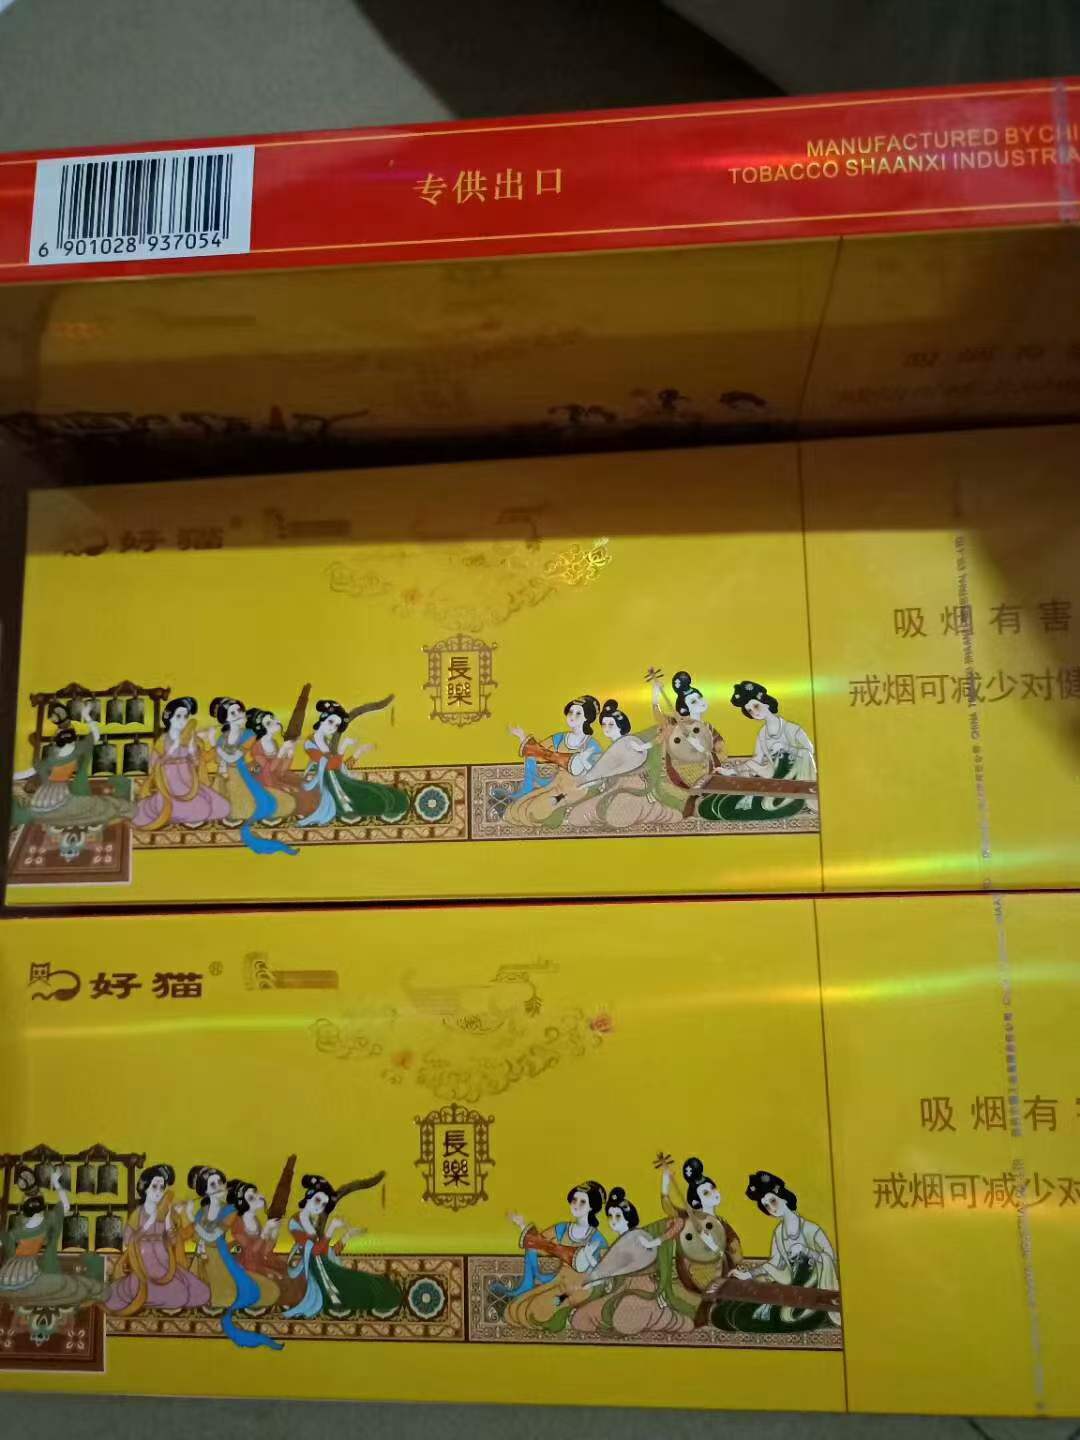 MANUFACTURED BY CHI
专供出口
TOBACCO SHAANXI INDUSTRIA
6 901028 937054
好猫®
長樂
吸烟有害
戒烟可减少对健
好猫®
長樂
吸烟有
戒烟可减少对